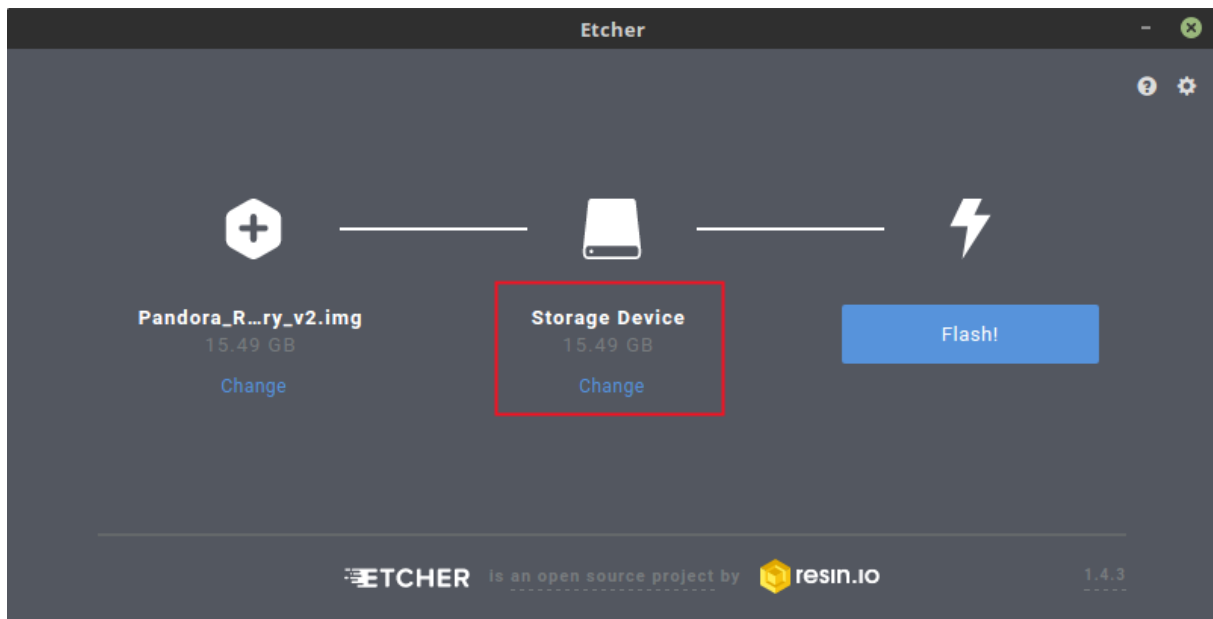 Etcher
Pandora_R...ry_v2.img
15.49 GB
Change
Storage Device
15.49 GB
Change
Flash!
ETCHER is an open source project by resin.io 1.4.3